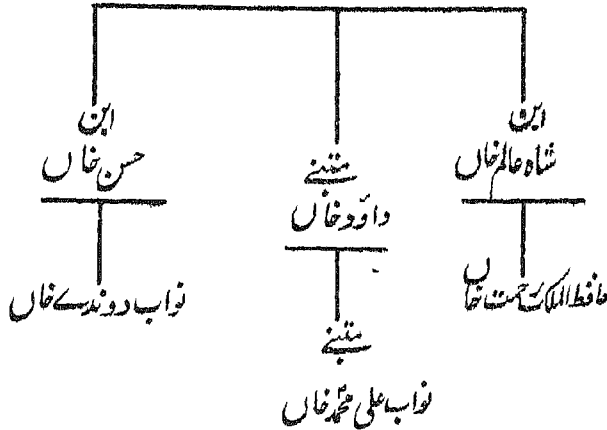 ابن
شاہ عالم خاں
حافظ الملک رحمت خاں
متبنے
داؤد خاں
متبنے
نواب علی محمد خاں
ابن
حسن خاں
نواب دوندے خاں